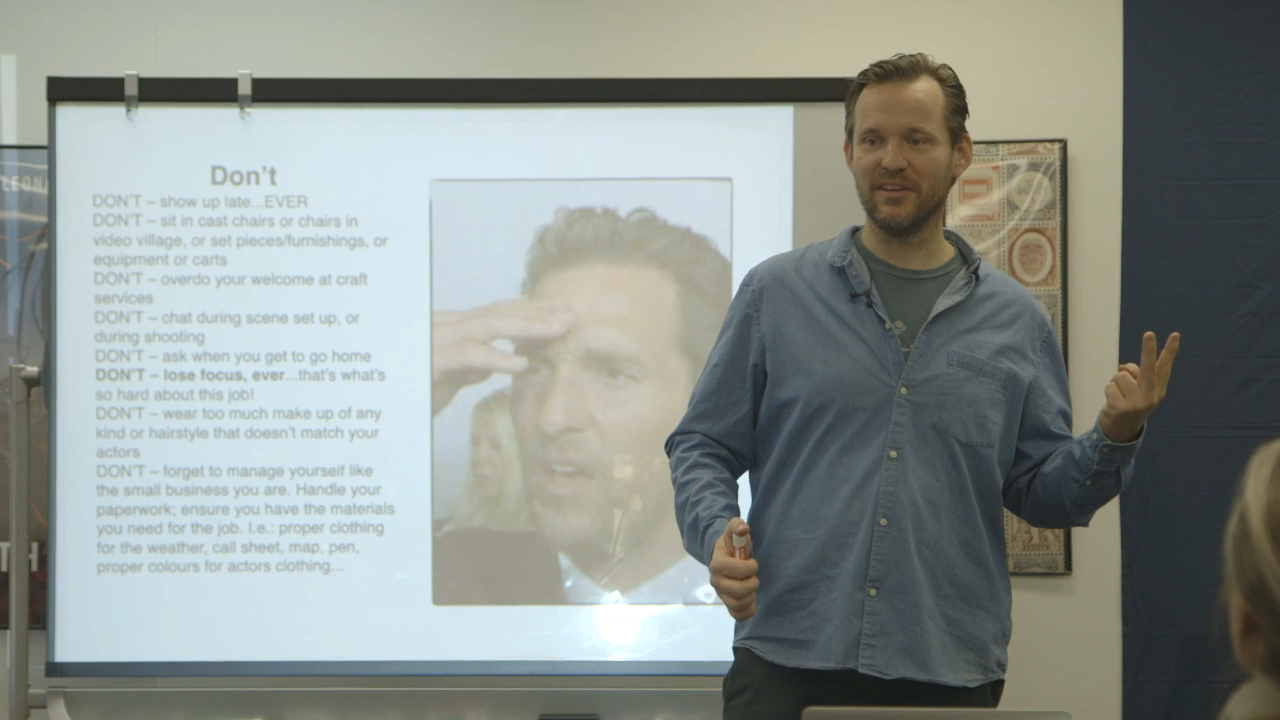 Don't
DON'T – show up late...EVER
DON'T – sit in cast chairs or chairs in
video village, or set pieces/furnishings, or
equipment or carts
DON'T – overdo your welcome at craft
services
DON'T – chat during scene set up, or
during shooting
DON'T – ask when you get to go home
DON'T – lose focus, ever...that's what's
so hard about this job!
DON'T – wear too much make up of any
kind or hairstyle that doesn't match your
actors
DON'T – forget to manage yourself like
the small business you are. Handle your
paperwork; ensure you have the materials
you need for the job. I.e.: proper clothing
for the weather, call sheet, map, pen,
proper colours for actors clothing...